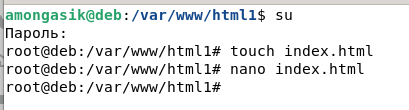 amongasik@deb:/var/www/html1$ su
Пароль:
root@deb:/var/www/html1# touch index.html
root@deb:/var/www/html1# nano index.html
root@deb:/var/www/html1#